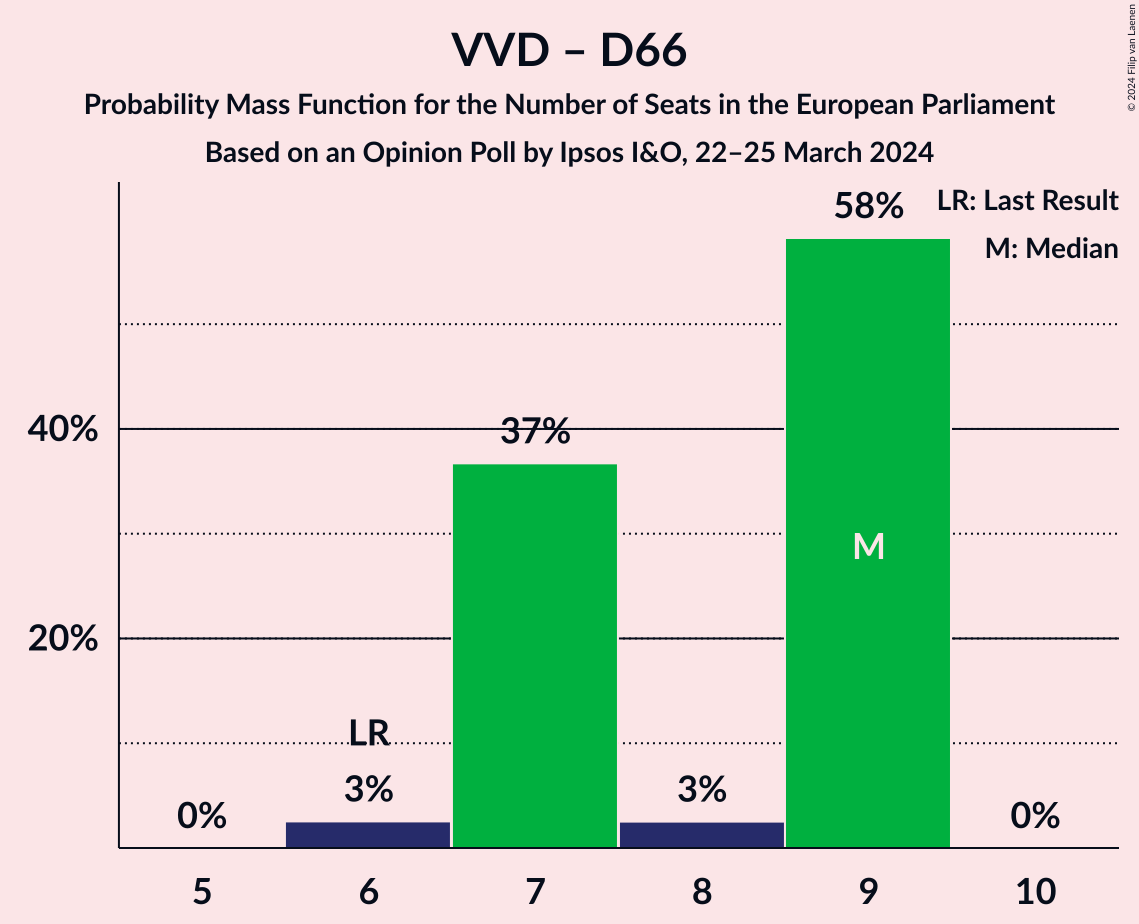 VVD – D66
Probability Mass Function for the Number of Seats in the European Parliament
Based on an Opinion Poll by Ipsos I&O, 22–25 March 2024
© 2024 Filip van Laenen
LR: Last Result
M: Median
58%
40%
37%
M
20%
LR
3%
3%
0%
0%
5 6 7 8 9 10